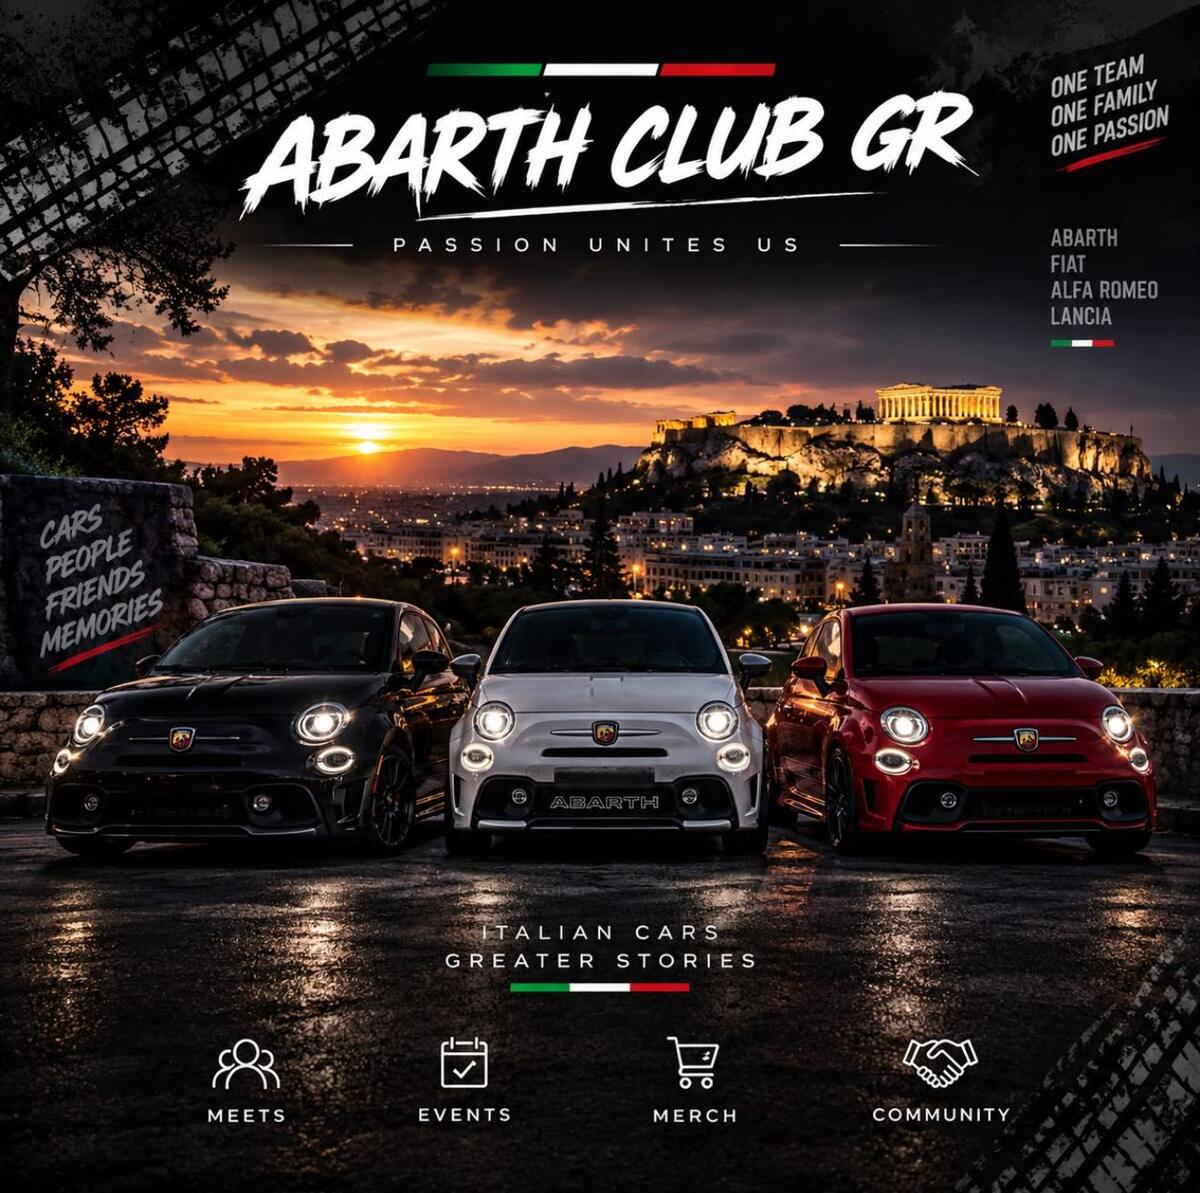 ABARTH CLUB GR
PASSION UNITES US
ONE TEAM
ONE FAMILY
ONE PASSION
ABARTH
FIAT
ALFA ROMEO
LANCIA
CARS
PEOPLE
FRIENDS
MEMORIES
ABARTH
ITALIAN CARS
GREATER STORIES
MEETS
EVENTS
MERCH
COMMUNITY